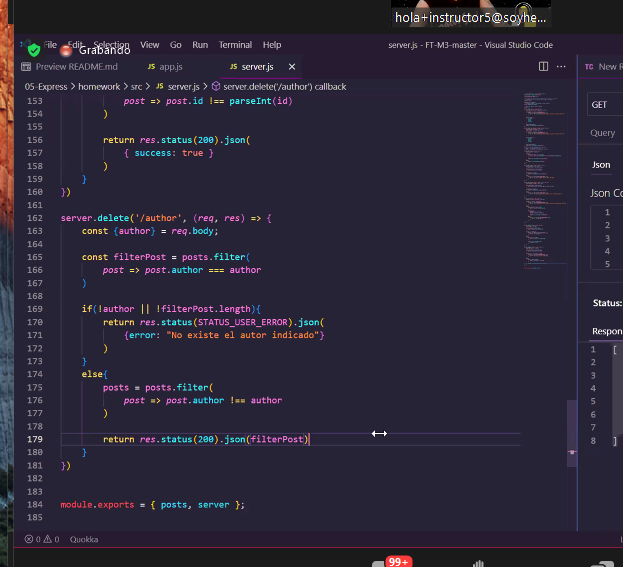 hola+instructor5@soyhe...
File Edit Selection View Go Run Terminal Help server.js - FT-M3-master - Visual Studio Code
Grabando
Preview README.md JS app.js JS server.js TC New R
05-Express > homework > src > JS server.js > server.delete('/author') callback
153 post => post.id !== parseInt(id)
154 )
155
156 return res.status(200).json(
157 { success: true }
158 )
159 }
160 })
161
162 server.delete('/author', (req, res) => {
163 const {author} = req.body;
164
165 const filterPost = posts.filter(
166 post => post.author === author
167 )
168
169 if(!author || !filterPost.length){
170 return res.status(STATUS_USER_ERROR).json(
171 {error: "No existe el autor indicado"}
172 )
173 }
174 else{
175 posts = posts.filter(
176 post => post.author !== author
177 )
178
179 return res.status(200).json(filterPost)
180 }
181 })
182
183
184 module.exports = { posts, server };
185
GET
Query
Json
Json Co
1
2
3
4
5
Status:
Respon
1 [
2
3
4
5
6
7
8 ]
0 0 Quokka
99+